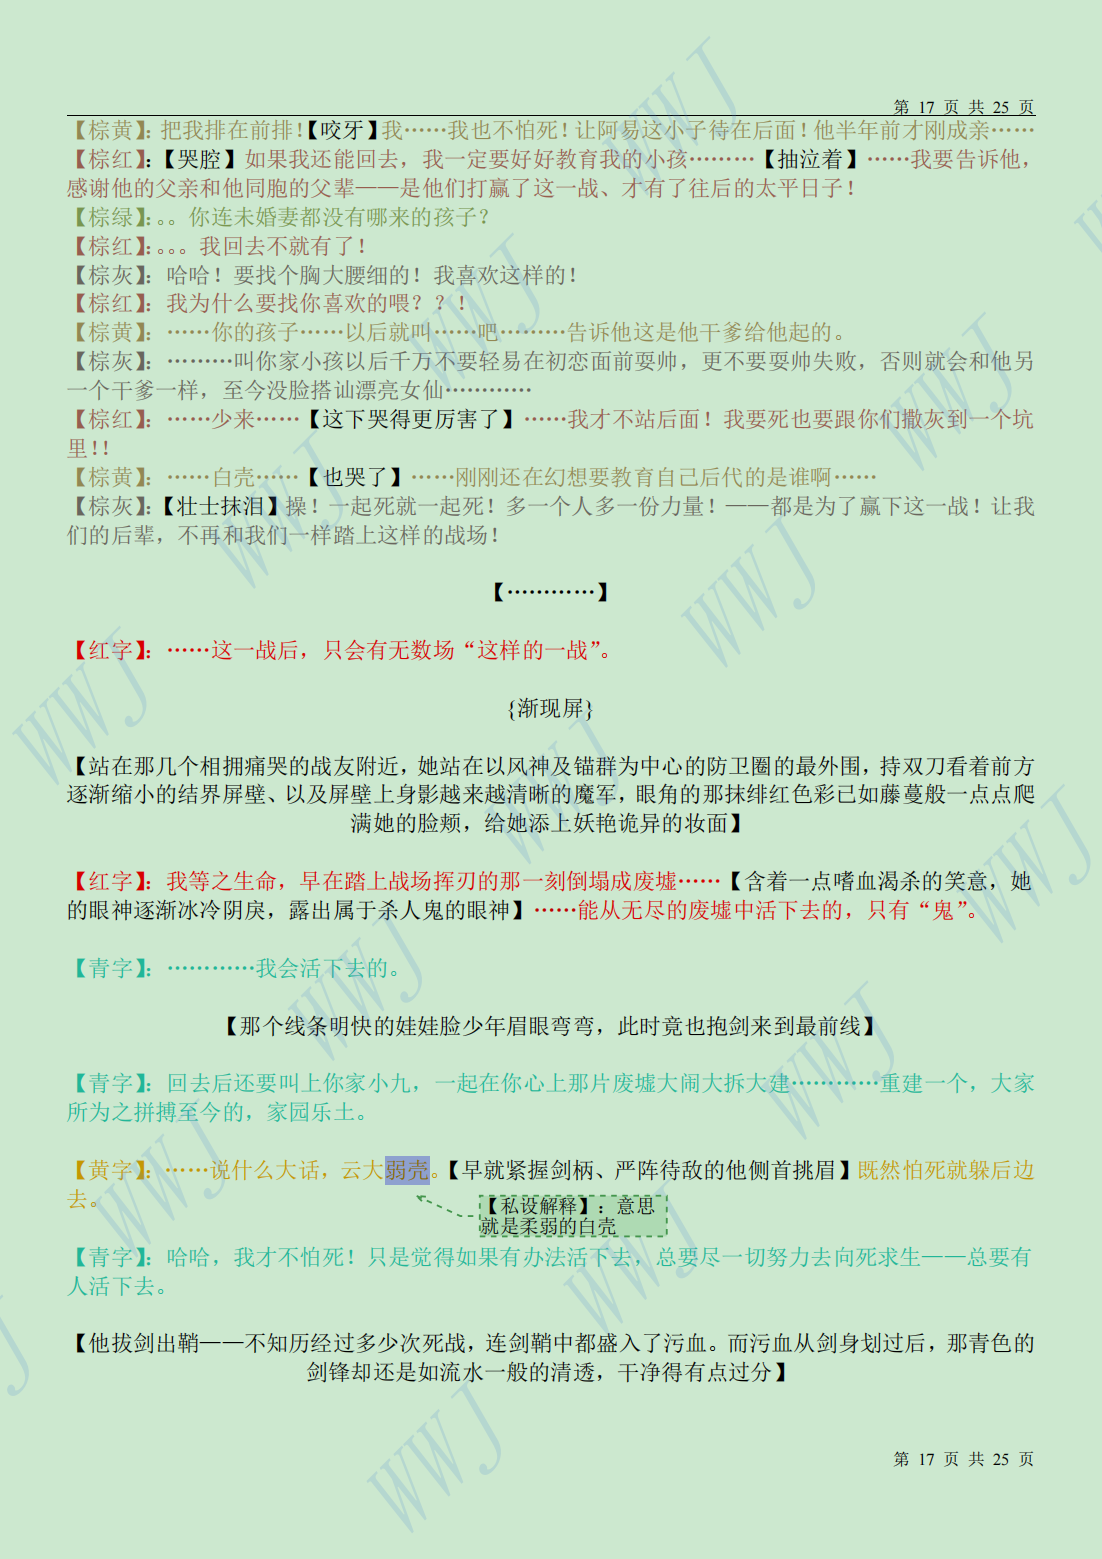 第 17 页 共 25 页
【棕黄】：把我排在前排！【咬牙】我……我也不怕死！让阿易这小子待在后面！他半年前才刚成亲……
【棕红】：【哭腔】如果我还能回去，我一定要好好教育我的小孩………【抽泣着】……我要告诉他，
感谢他的父亲和他同胞的父辈——是他们打赢了这一战、才有了往后的太平日子！
【棕绿】：。。你连未婚妻都没有哪来的孩子？
【棕红】：。。。我回去不就有了！
【棕灰】：哈哈！要找个胸大腰细的！我喜欢这样的！
【棕红】：我为什么要找你喜欢的喂？？！
【棕黄】：……你的孩子……以后就叫……吧………告诉他这是他干爹给他起的。
【棕灰】：………叫你家小孩以后千万不要轻易在初恋面前耍帅，更不要耍帅失败，否则就会和他另
一个干爹一样，至今没脸搭讪漂亮女仙…………
【棕红】：……少来……【这下哭得更厉害了】……我才不站后面！我要死也要跟你们撒灰到一个坑
里！！
【棕黄】：……白壳……【也哭了】……刚刚还在幻想要教育自己后代的是谁啊……
【棕灰】：【壮士抹泪】操！一起死就一起死！多一个人多一份力量！——都是为了赢下这一战！让我
们的后辈，不再和我们一样踏上这样的战场！
【…………】
【红字】：……这一战后，只会有无数场“这样的一战”。
{渐现屏}
【站在那几个相拥痛哭的战友附近，她站在以风神及锚群为中心的防卫圈的最外围，持双刀看着前方
逐渐缩小的结界屏壁、以及屏壁上身影越来越清晰的魔军，眼角的那抹绯红色彩已如藤蔓般一点点爬
满她的脸颊，给她添上妖艳诡异的妆面】
【红字】：我等之生命，早在踏上战场挥刃的那一刻倒塌成废墟……【含着一点嗜血渴杀的笑意，她
的眼神逐渐冰冷阴戾，露出属于杀人鬼的眼神】……能从无尽的废墟中活下去的，只有“鬼”。
【青字】：…………我会活下去的。
【那个线条明快的娃娃脸少年眉眼弯弯，此时竟也抱剑来到最前线】
【青字】：回去后还要叫上你家小九，一起在你心上那片废墟大闹大拆大建…………重建一个，大家
所为之拼搏至今的，家园乐土。
【黄字】：……说什么大话，云大弱壳。【早就紧握剑柄、严阵待敌的他侧首挑眉】既然怕死就躲后边
去。
【私设解释】：意思
就是柔弱的白壳
【青字】：哈哈，我才不怕死！只是觉得如果有办法活下去，总要尽一切努力去向死求生——总要有
人活下去。
【他拔剑出鞘——不知历经过多少次死战，连剑鞘中都盛入了污血。而污血从剑身划过后，那青色的
剑锋却还是如流水一般的清透，干净得有点过分】
第 17 页 共 25 页